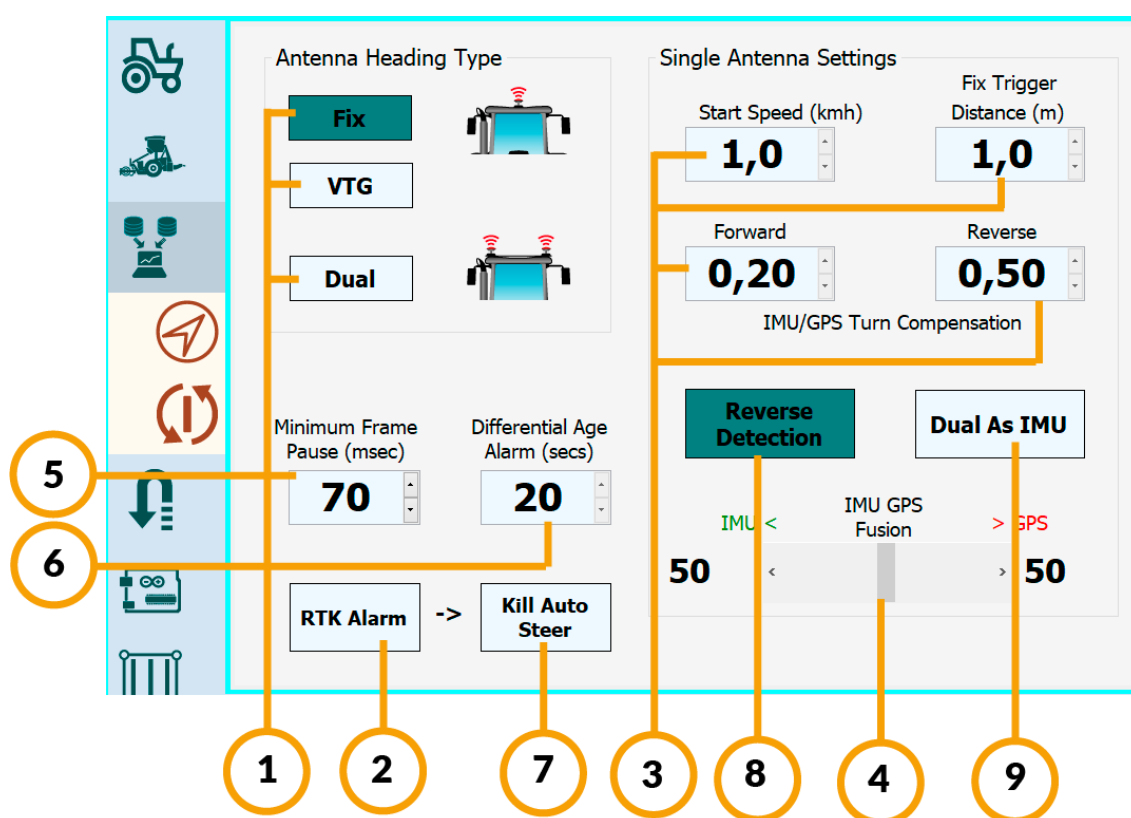 Antenna Heading Type
Fix
VTG
Dual
Single Antenna Settings
Start Speed (kmh)
1,0
Fix Trigger
Distance (m)
1,0
Forward
0,20
Reverse
0,50
IMU/GPS Turn Compensation
Minimum Frame
Pause (msec)
70
Differential Age
Alarm (secs)
20
Reverse
Detection
Dual As IMU
IMU <
IMU GPS
Fusion
> GPS
50
< >
50
RTK Alarm
->
Kill Auto
Steer
5
6
1
2
7
3
8
4
9